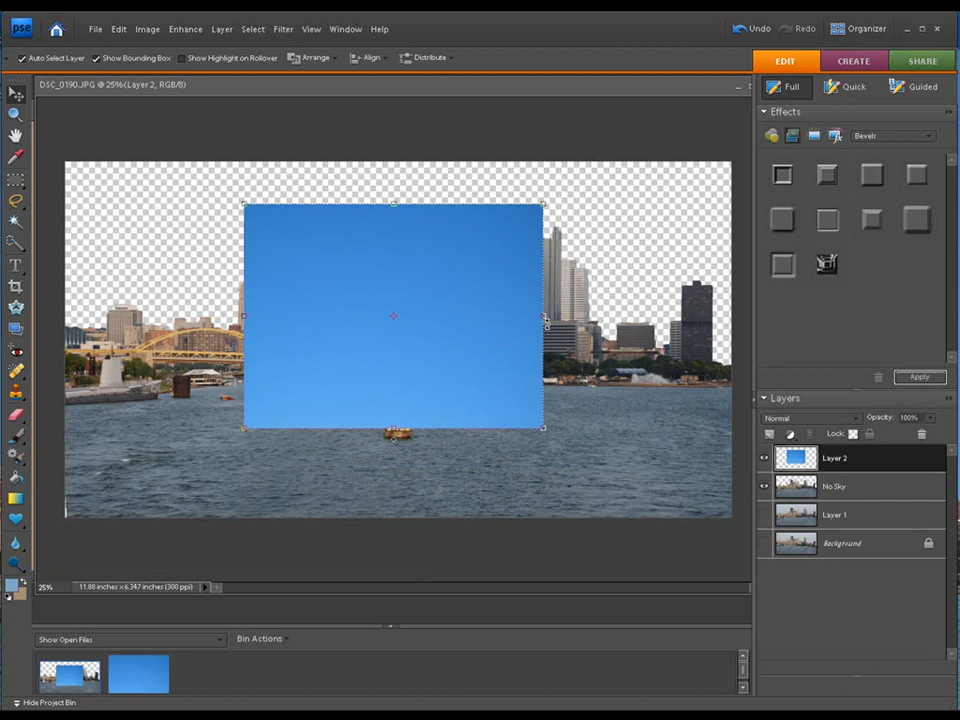 pse File Edit Image Enhance Layer Select Filter View Window Help Undo Redo Organizer
Auto Select Layer Show Bounding Box Show Highlight on Rollover Arrange Align Distribute EDIT CREATE SHARE
DSC_0190.JPG @ 25%(Layer 2, RGB/8)
Full Quick Guided
Effects
Bevels
T
Apply
Layers
Normal Opacity: 100%
Lock:
Layer 2
No Sky
Layer 1
Background
25% 11.88 inches x 6.347 inches (300 ppi)
Show Open Files Bin Actions
Hide Project Bin